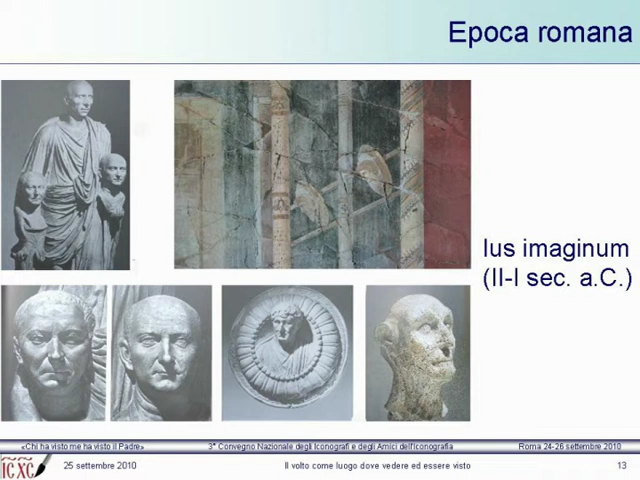 Epoca romana
Ius imaginum
(II-I sec. a.C.)
«Chi ha visto me ha visto il Padre»
3° Convegno Nazionale degli Iconografi e degli Amici dell'Iconografia
Roma 24-26 settembre 2010
IC XC
25 settembre 2010
Il volto come luogo dove vedere ed essere visto
13